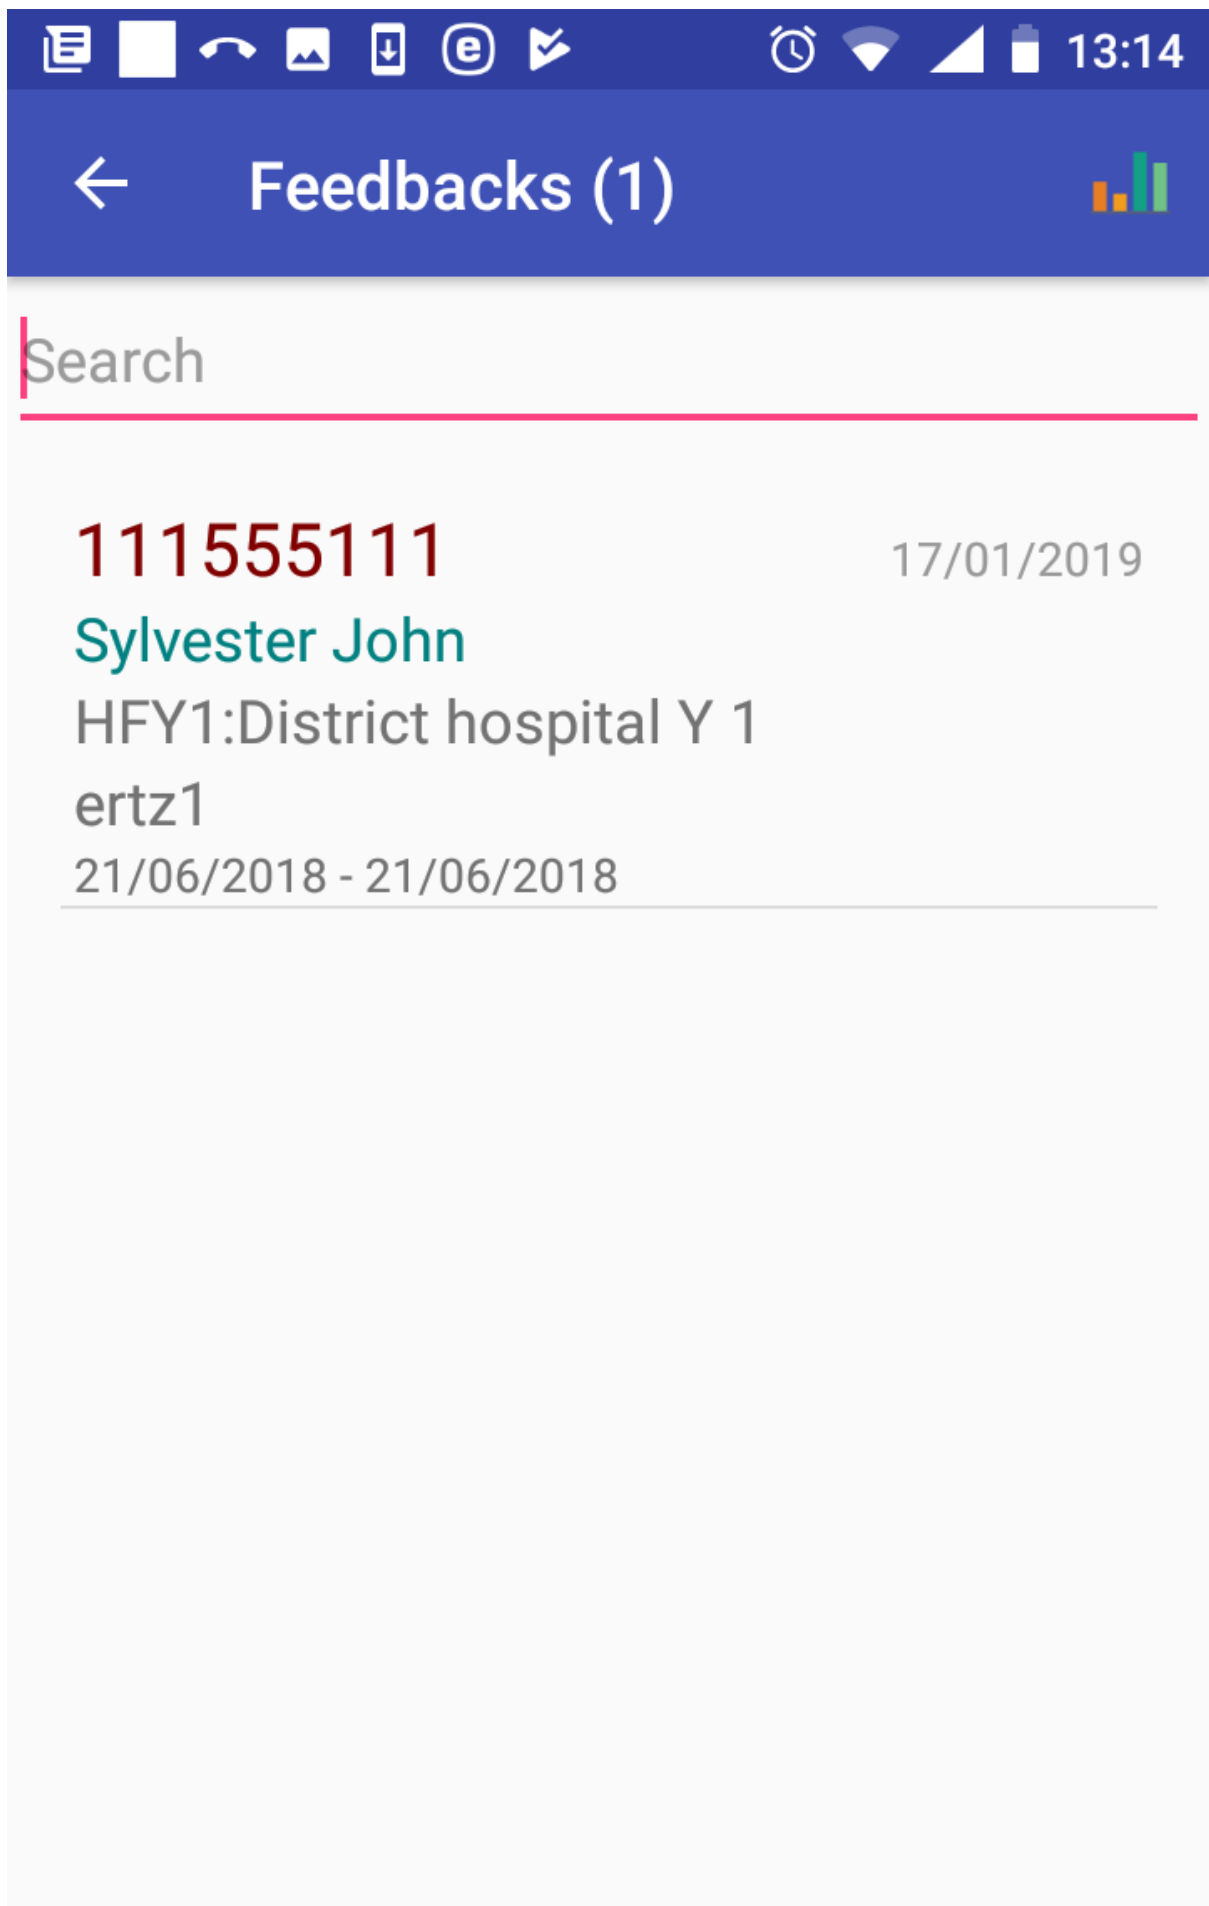 13:14
Feedbacks (1)
Search
111555111
17/01/2019
Sylvester John
HFY1:District hospital Y 1
ertz1
21/06/2018 - 21/06/2018